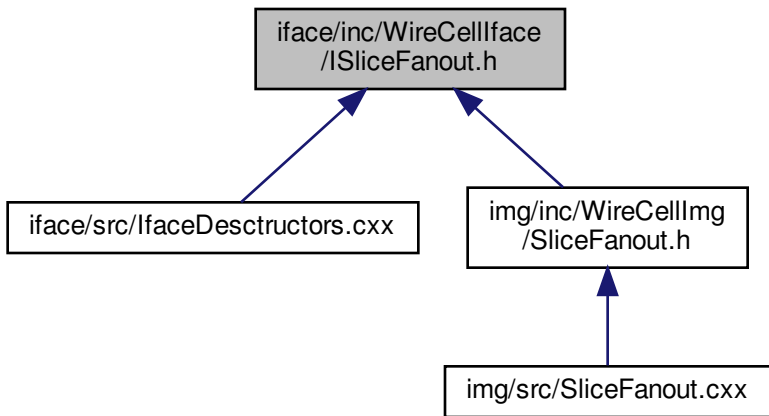 iface/inc/WireCellIface
/ISliceFanout.h
iface/src/IfaceDesctructors.cxx
img/inc/WireCellImg
/SliceFanout.h
img/src/SliceFanout.cxx